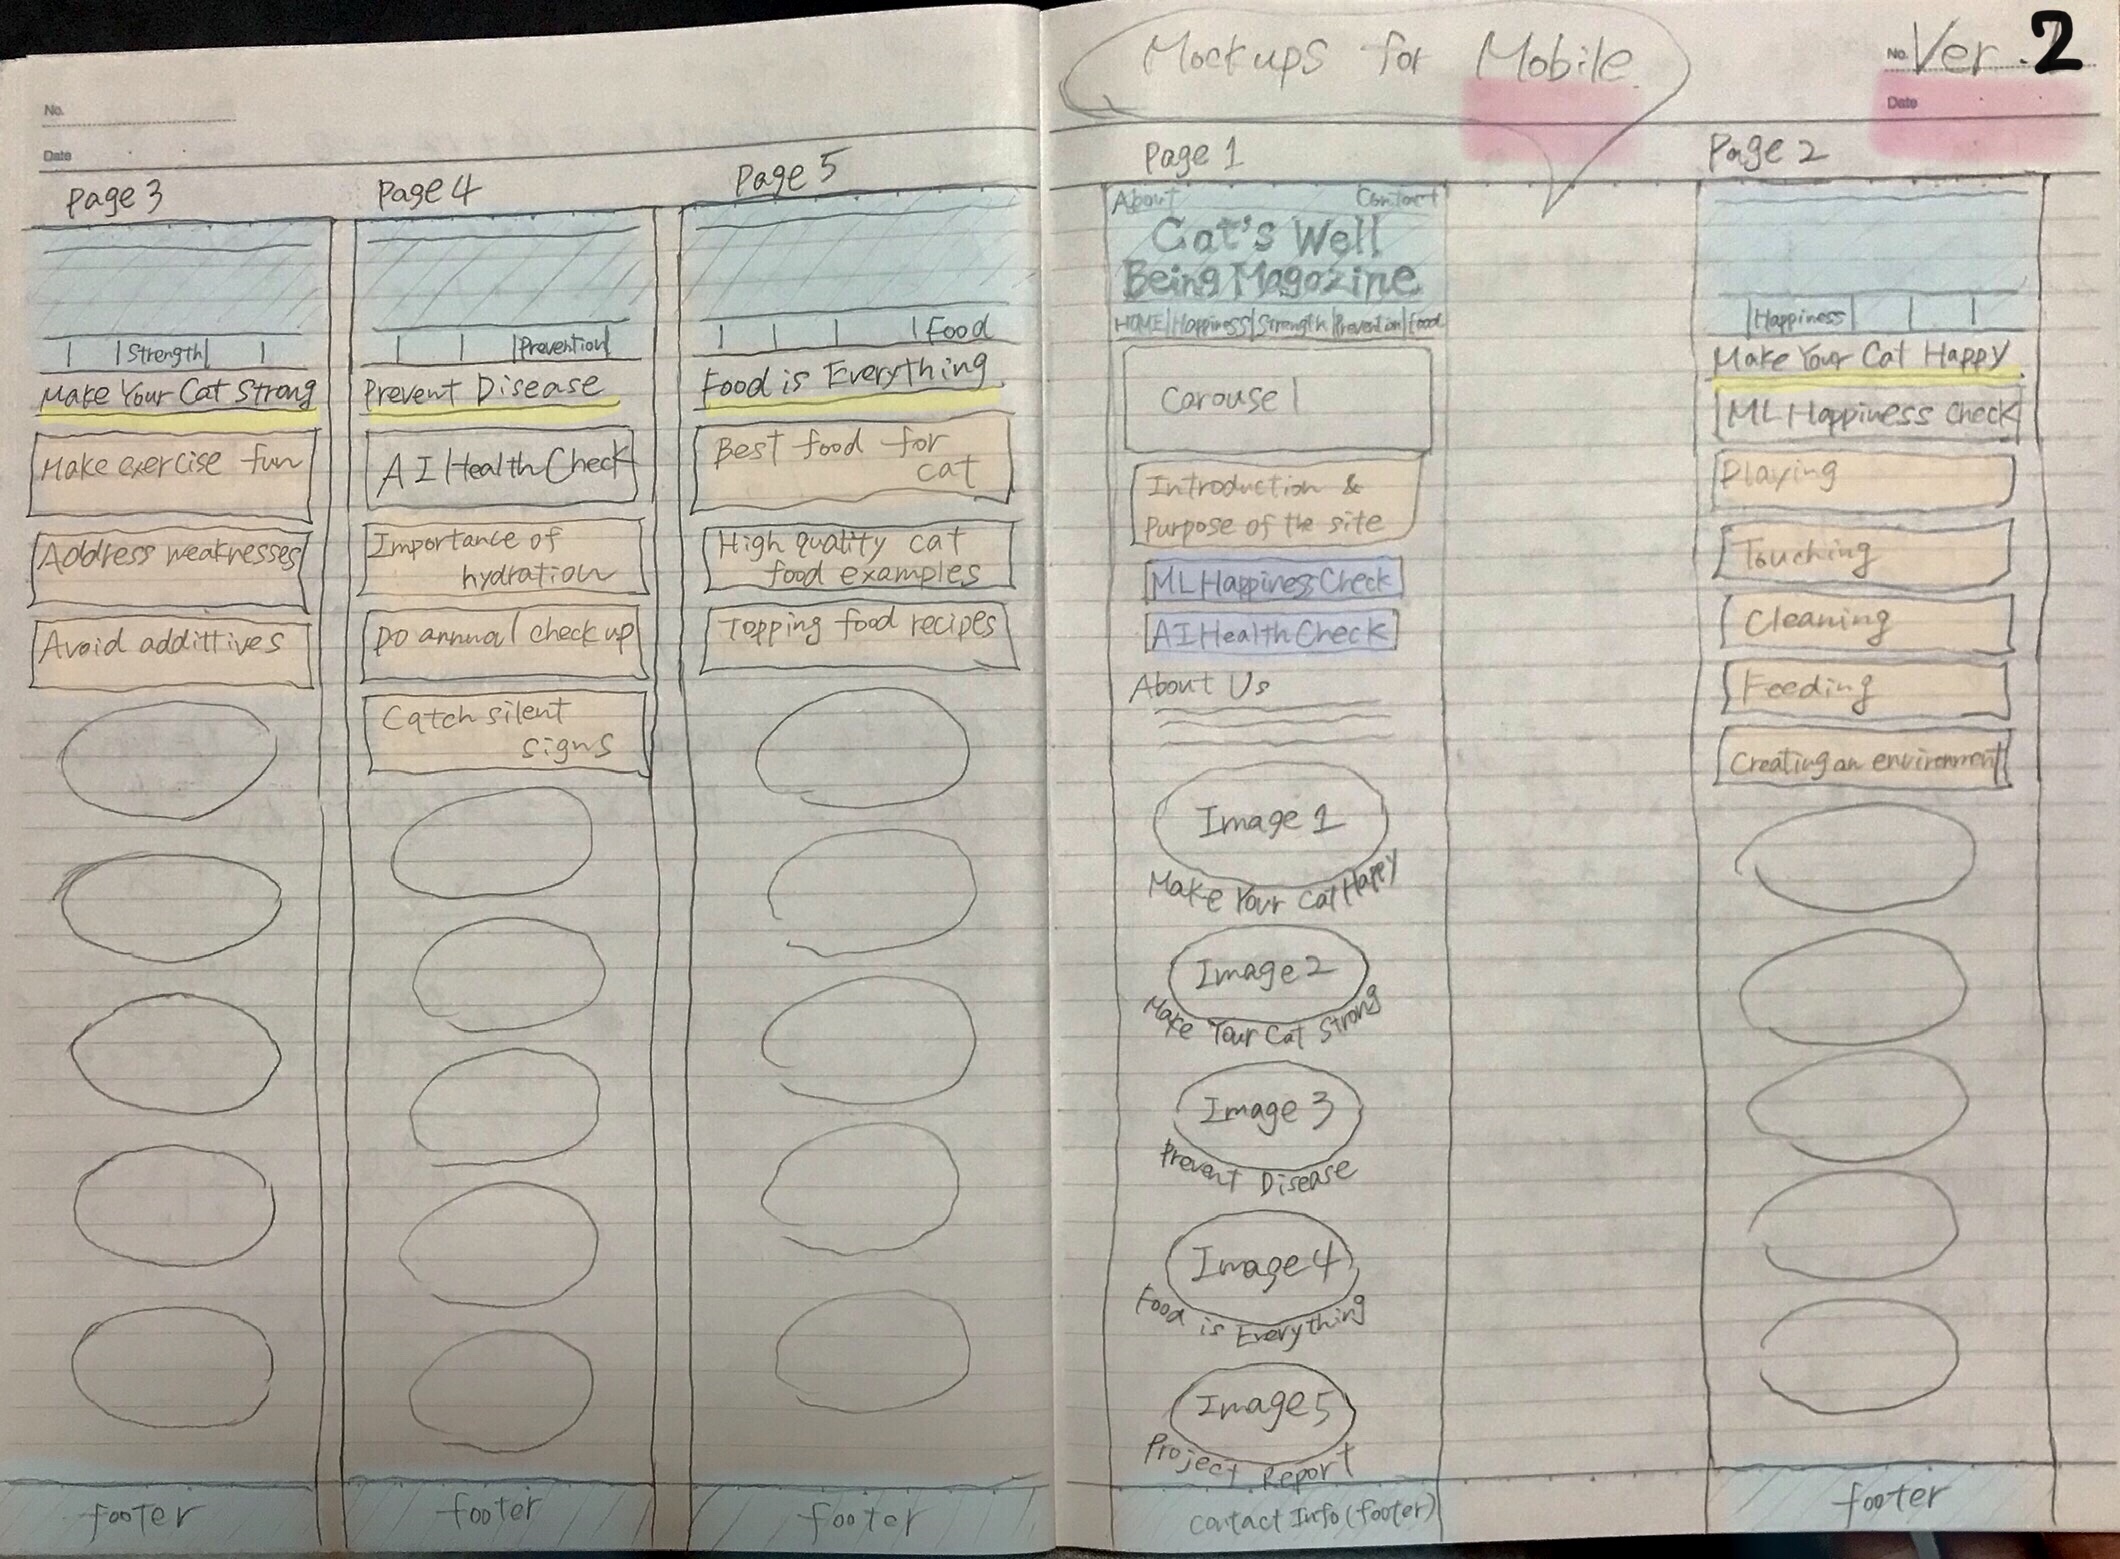 No.
Date
Page 3
Strength
Make Your Cat Strong
Make exercise fun
Address weaknesses
Avoid addittives
footer
Page 4
Prevention
Prevent Disease
AI Health Check
Importance of
hydration
Do annual check up
Catch silent
signs
footer
Page 5
Food
Food is Everything
Best food for
cat
High quality cat
food examples
Topping food recipes
footer
Mockups for Mobile
No. Ver. 2
Date
Page 1
About Contact
Cat's Well
Being Magazine
HOME | Happiness | Strength | Prevention | Food
Carousel
Introduction &
Purpose of the site
ML Happiness Check
AI Health Check
About Us
Image 1
Make Your Cat Happy
Image 2
Make Your Cat Strong
Image 3
Prevent Disease
Image 4
Food is Everything
Image 5
Project Report
Contact Info (footer)
Page 2
Happiness
Make Your Cat Happy
ML Happiness Check
Playing
Touching
Cleaning
Feeding
Creating an environment
footer